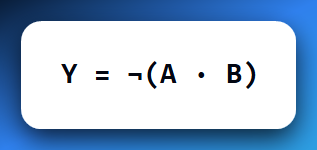 Y = ¬(A · B)